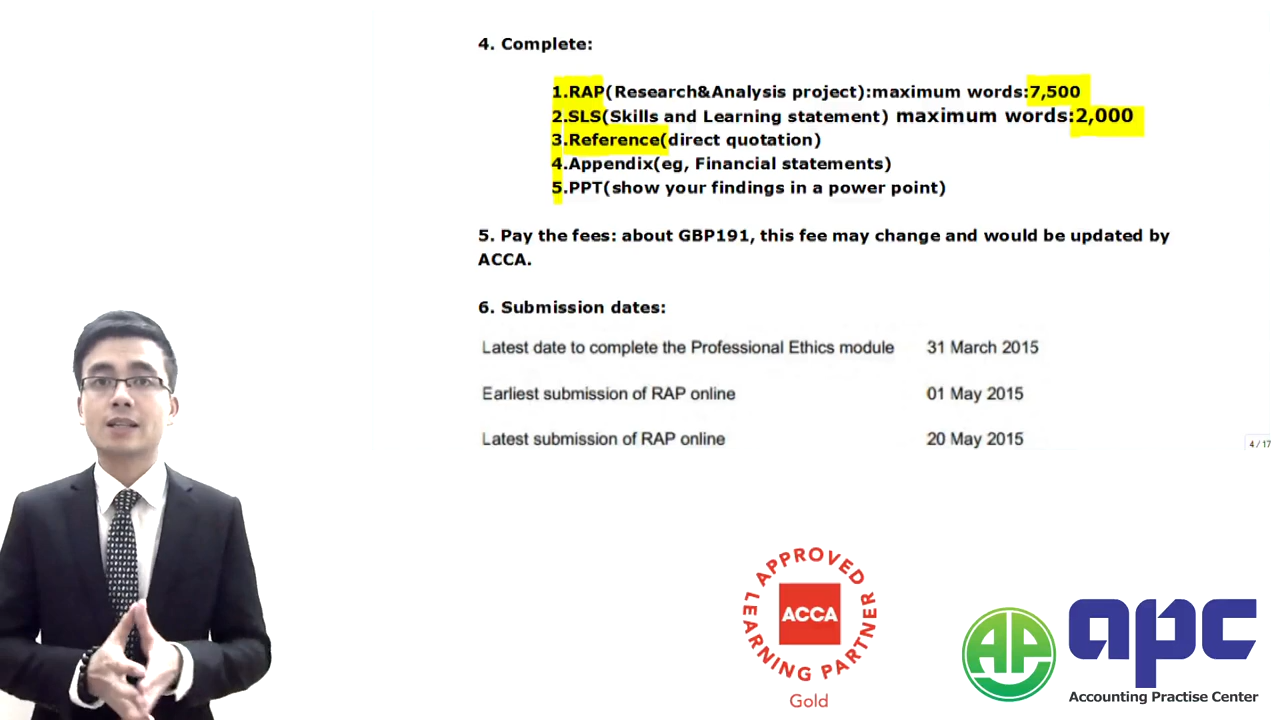 4. Complete:
1.RAP(Research&Analysis project):maximum words:7,500
2.SLS(Skills and Learning statement) maximum words:2,000
3.Reference(direct quotation)
4.Appendix(eg, Financial statements)
5.PPT(show your findings in a power point)
5. Pay the fees: about GBP191, this fee may change and would be updated by
ACCA.
6. Submission dates:
Latest date to complete the Professional Ethics module 31 March 2015
Earliest submission of RAP online 01 May 2015
Latest submission of RAP online 20 May 2015
4 / 17
APPROVED
ACCA
LEARNING PARTNER
Gold
AP
apc
Accounting Practise Center